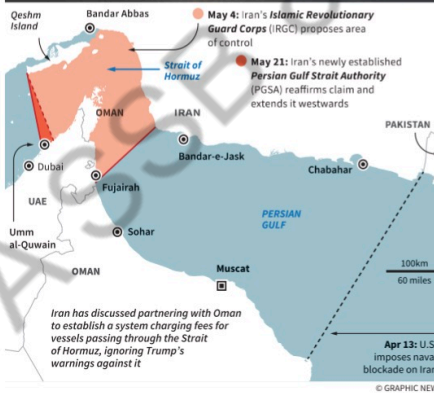 Qeshm
Island
Bandar Abbas
May 4: Iran's Islamic Revolutionary
Guard Corps (IRGC) proposes area
of control
Strait of
Hormuz
May 21: Iran's newly established
Persian Gulf Strait Authority
(PGSA) reaffirms claim and
extends it westwards
OMAN
IRAN
PAKISTAN
Bandar-e-Jask
Chabahar
Dubai
Fujairah
UAE
Umm
al-Quwain
Sohar
PERSIAN
GULF
OMAN
Muscat
100km
60 miles
Iran has discussed partnering with Oman
to establish a system charging fees for
vessels passing through the Strait
of Hormuz, ignoring Trump's
warnings against it
Apr 13: U.S
imposes nava
blockade on Iran
© GRAPHIC NEW